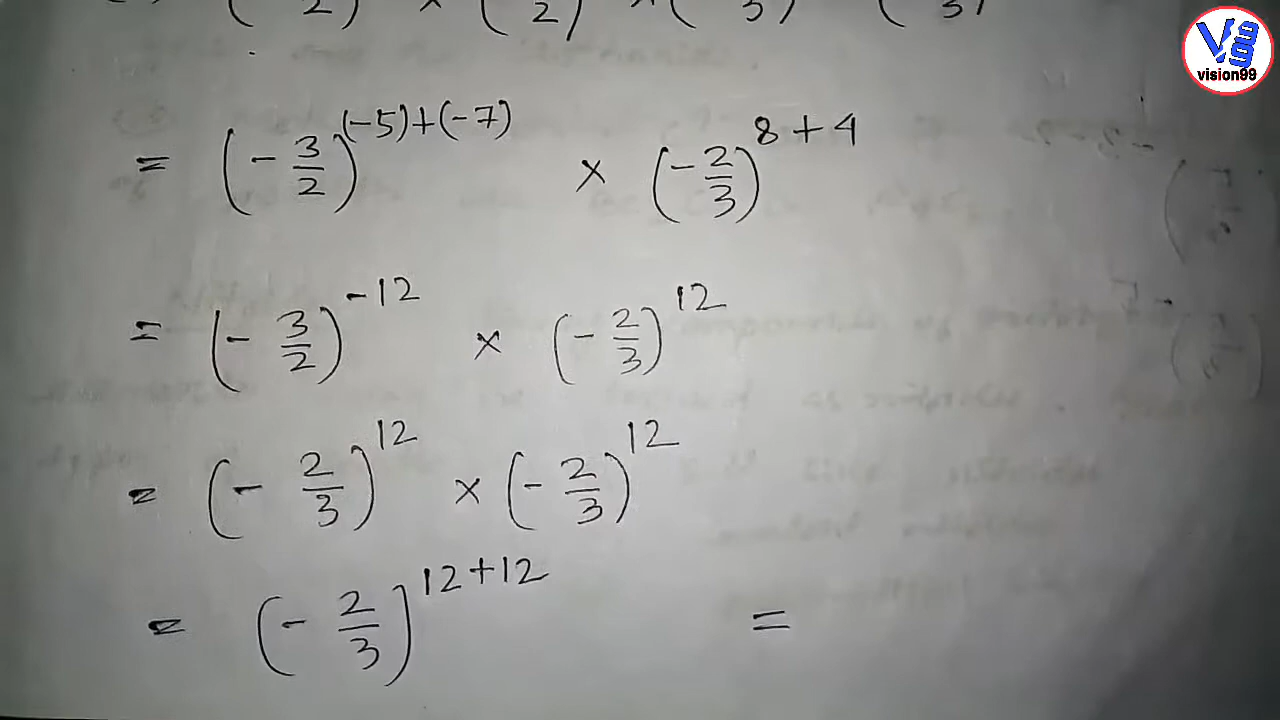 vision99
= (-3/2)^{(-5)+(-7)} × (-2/3)^{8+4}
= (-3/2)^{-12} × (-2/3)^{12}
= (-2/3)^{12} × (-2/3)^{12}
= (-2/3)^{12+12} =